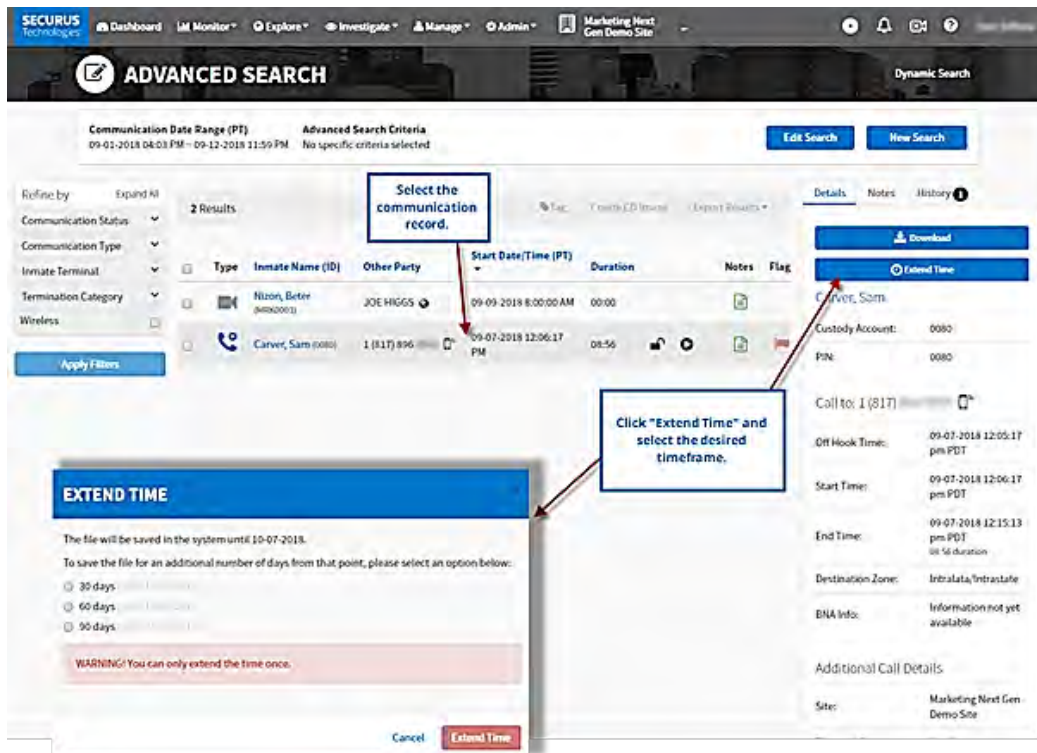 SECURUS Technologies
Dashboard Monitor Explore Investigate Manage Admin Marketing Next Gen Demo Site
ADVANCED SEARCH
Dynamic Search
Communication Date Range (PT) Advanced Search Criteria
09-01-2018 04:03 PM - 09-12-2018 11:59 PM No specific criteria selected
Edit Search New Search
Refine by Expand All
Communication Status
Communication Type
Inmate Terminal
Termination Category
Wireless
Apply Filters
2 Results
Select the
communication
record.
Tag
Export Results
Type Inmate Name (ID) Other Party Start Date/Time (PT) Duration Notes Flag
Nizon, Beter JOE HIGGS 09-09-2018 8:00:00 AM 00:00
Carver, Sam (0080) 1 (817) 896 09-07-2018 12:06:17 PM 08:56
Click "Extend Time" and
select the desired
timeframe.
Details Notes History
Download
Extend Time
Carver, Sam
Custody Account: 0080
PIN: 0080
Call to: 1 (817)
Off Hook Time: 09-07-2018 12:05:17
pm PDT
Start Time: 09-07-2018 12:06:17
pm PDT
End Time: 09-07-2018 12:15:13
pm PDT
08:56 duration
Destination Zone: Intralata/Intrastate
BNA Info: Information not yet
available
Additional Call Details
Site: Marketing Next Gen
Demo Site
EXTEND TIME
The file will be saved in the system until 10-07-2018.
To save the file for an additional number of days from that point, please select an option below:
30 days
60 days
90 days
WARNING! You can only extend the time once.
Cancel Extend Time